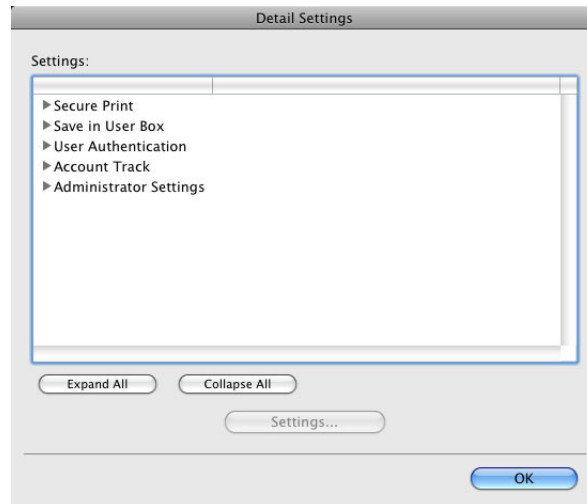 Detail Settings
Settings:
Secure Print
Save in User Box
User Authentication
Account Track
Administrator Settings
Expand All Collapse All
Settings...
OK